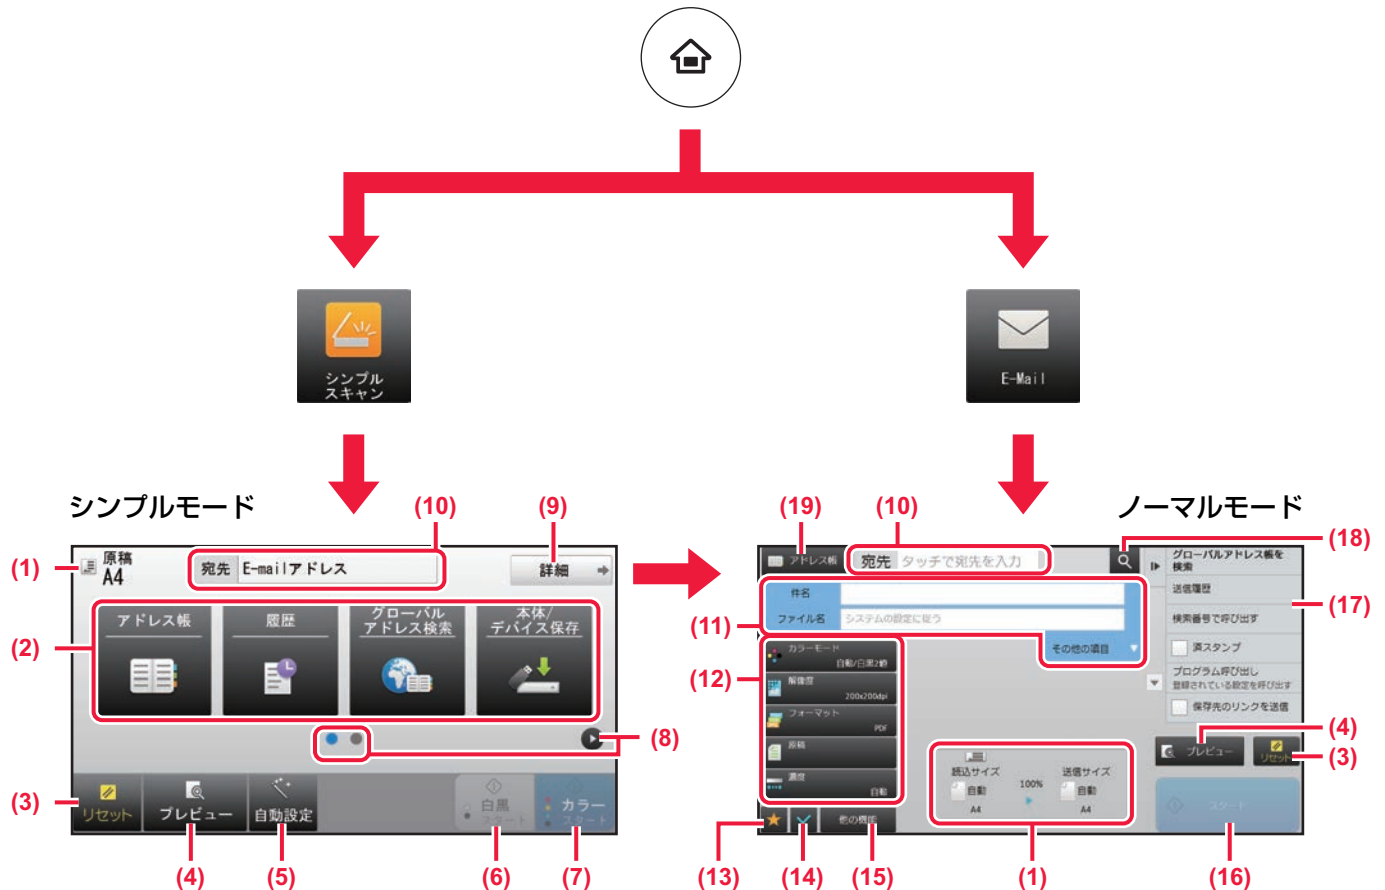 シンプル
スキャン
E-Mail
シンプルモード
(10)
(9)
(1)
原稿
A4
宛先 E-mailアドレス
詳細
(2)
アドレス帳
履歴
グローバル
アドレス検索
本体/
デバイス保存
(8)
(3)
リセット
プレビュー
自動設定
白黒
スタート
カラー
スタート
(4)
(5)
(6)
(7)
ノーマルモード
(19)
(10)
(18)
アドレス帳
宛先 タッチで宛先を入力
グローバルアドレス帳を
検索
送信履歴
(17)
検索番号で呼び出す
済スタンプ
プログラム呼び出し
登録されている設定を呼び出す
保存先のリンクを送信
(11)
件名
ファイル名 システムの設定に従う
その他の項目
(12)
カラーモード
自動/白黒2値
解像度
200x200dpi
フォーマット
PDF
原稿
濃度
自動
読込サイズ
自動
A4
100%
送信サイズ
自動
A4
(4)
プレビュー
リセット
(3)
他の機能
スタート
(13)
(14)
(15)
(1)
(16)